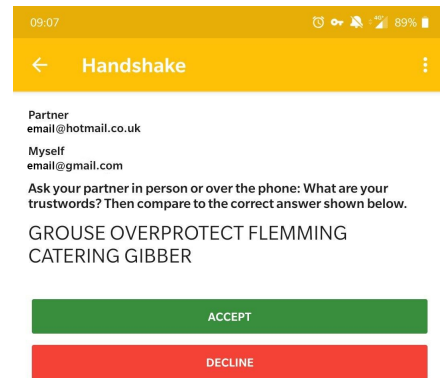 09:07
89%
Handshake
Partner
email@hotmail.co.uk
Myself
email@gmail.com
Ask your partner in person or over the phone: What are your
trustwords? Then compare to the correct answer shown below.
GROUSE OVERPROTECT FLEMMING
CATERING GIBBER
ACCEPT
DECLINE